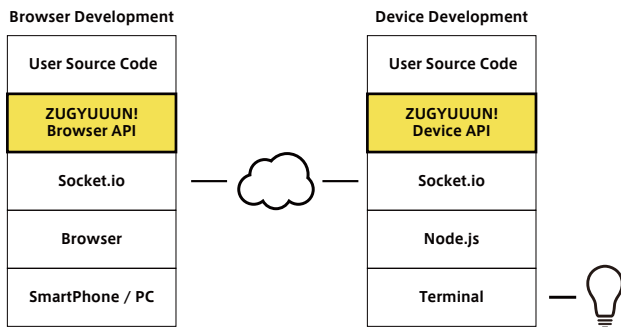 Browser Development
User Source Code
ZUGYUUUN!
Browser API
Socket.io
Browser
SmartPhone / PC
Device Development
User Source Code
ZUGYUUUN!
Device API
Socket.io
Node.js
Terminal